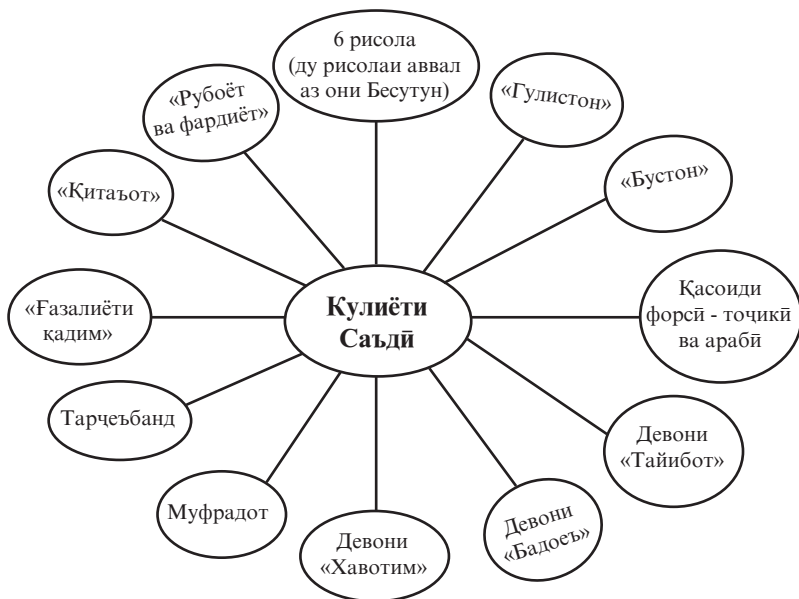 6 рисола
(ду рисолаи аввал
аз они Бесутун)
«Гулистон»
«Бустон»
Қасоиди
форсӣ - тоҷикӣ
ва арабӣ
Девони
«Тайибот»
Девони
«Бадоеъ»
Девони
«Хавотим»
Муфрадот
Тарҷеъбанд
«Ғазалиёти
қадим»
«Қитаъот»
«Рубоёт
ва фардиёт»
Кулиёти
Саъдӣ